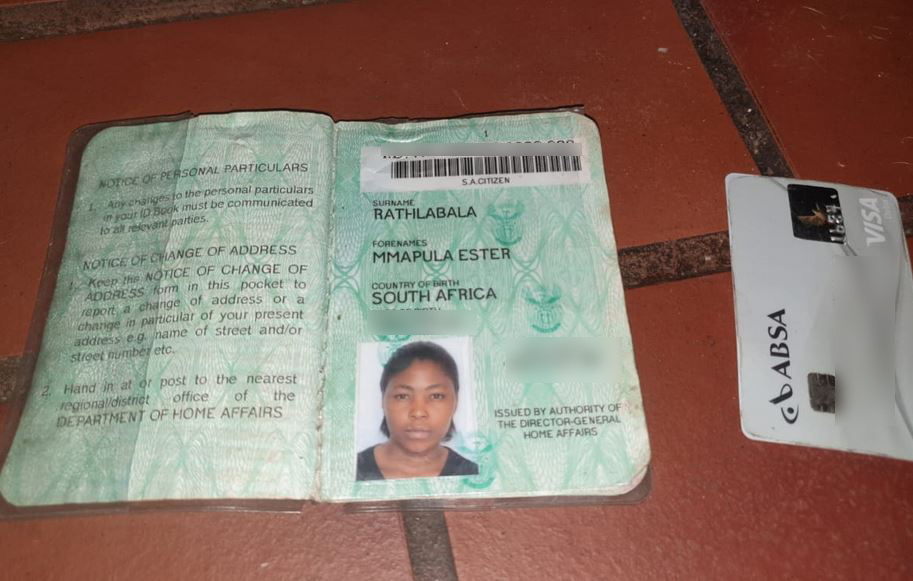 NOTICE OF PERSONAL PARTICULARS
1. Any changes to the personal particulars
in your ID Book must be communicated
to all relevant parties.
NOTICE OF CHANGE OF ADDRESS
1. Keep the NOTICE OF CHANGE OF
ADDRESS form in this pocket to
report a change of address or a
change in particular of your present
address e.g. name of street and/or
street number etc.
2. Hand in at or post to the nearest
regional/district office of the
DEPARTMENT OF HOME AFFAIRS
1
S.A.CITIZEN
SURNAME
RATHLABALA
FORENAMES
MMAPULA ESTER
COUNTRY OF BIRTH
SOUTH AFRICA
ISSUED BY AUTHORITY OF
THE DIRECTOR-GENERAL
HOME AFFAIRS
VISA
ABSA